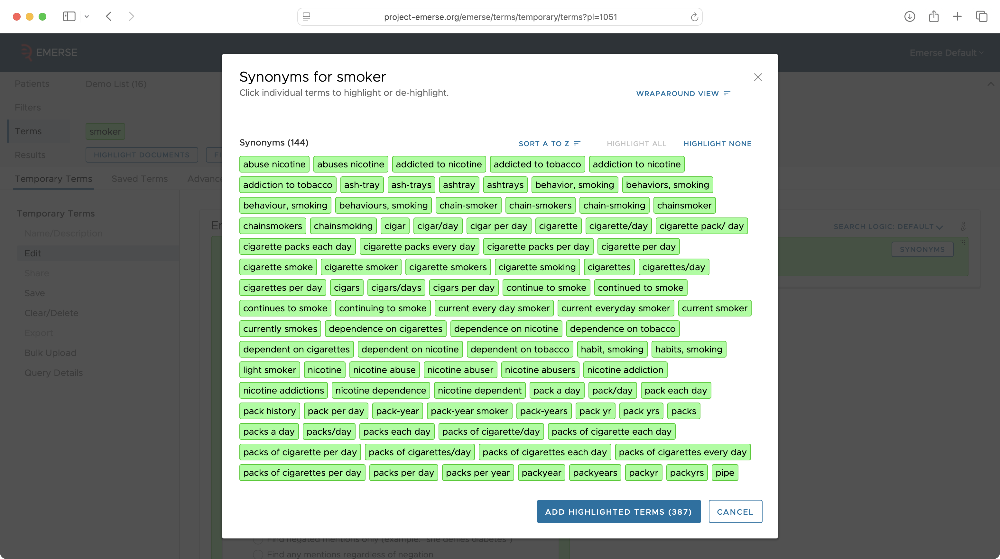 project-emerse.org/emerse/terms/temporary/terms?pl=1051
EMERSE
Emerse Default
Patients
Demo List (16)
Filters
Terms
smoker
Results
HIGHLIGHT DOCUMENTS
Temporary Terms
Saved Terms
Temporary Terms
Name/Description
Edit
Share
Save
Clear/Delete
Export
Bulk Upload
Query Details
SEARCH LOGIC: DEFAULT
SYNONYMS
Synonyms for smoker
Click individual terms to highlight or de-highlight.
WRAPAROUND VIEW
Synonyms (144)
SORT A TO Z
HIGHLIGHT ALL
HIGHLIGHT NONE
abuse nicotine abuses nicotine addicted to nicotine addicted to tobacco addiction to nicotine
addiction to tobacco ash-tray ash-trays ashtray ashtrays behavior, smoking behaviors, smoking
behaviour, smoking behaviours, smoking chain-smoker chain-smokers chain-smoking chainsmoker
chainsmokers chainsmoking cigar cigar/day cigar per day cigarette cigarette/day cigarette pack/ day
cigarette packs each day cigarette packs every day cigarette packs per day cigarette per day
cigarette smoke cigarette smoker cigarette smokers cigarette smoking cigarettes cigarettes/day
cigarettes per day cigars cigars/days cigars per day continue to smoke continued to smoke
continues to smoke continuing to smoke current every day smoker current everyday smoker current smoker
currently smokes dependence on cigarettes dependence on nicotine dependence on tobacco
dependent on cigarettes dependent on nicotine dependent on tobacco habit, smoking habits, smoking
light smoker nicotine nicotine abuse nicotine abuser nicotine abusers nicotine addiction
nicotine addictions nicotine dependence nicotine dependent pack a day pack/day pack each day
pack history pack per day pack-year pack-year smoker pack-years pack yr pack yrs packs
packs a day packs/day packs each day packs of cigarette/day packs of cigarette each day
packs of cigarette per day packs of cigarettes/day packs of cigarettes each day packs of cigarettes every day
packs of cigarettes per day packs per day packs per year packyear packyears packyr packyrs pipe
ADD HIGHLIGHTED TERMS (387)
CANCEL
Find negated mentions only (example: "she denies diabetes")
Find any mentions regardless of negation